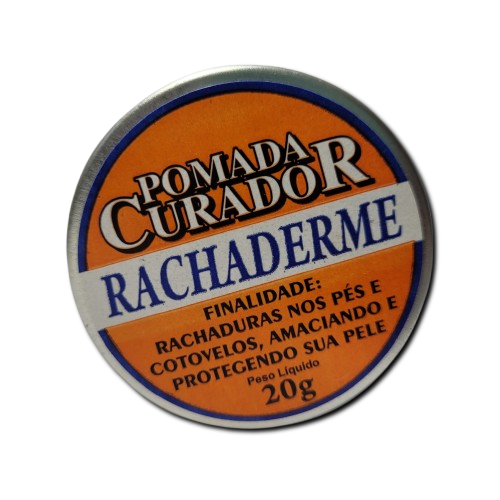 POMADA
CURADOR
RACHADERME
FINALIDADE:
RACHADURAS NOS PÉS E
COTOVELOS, AMACIANDO E
PROTEGENDO SUA PELE
Peso Líquido
20g